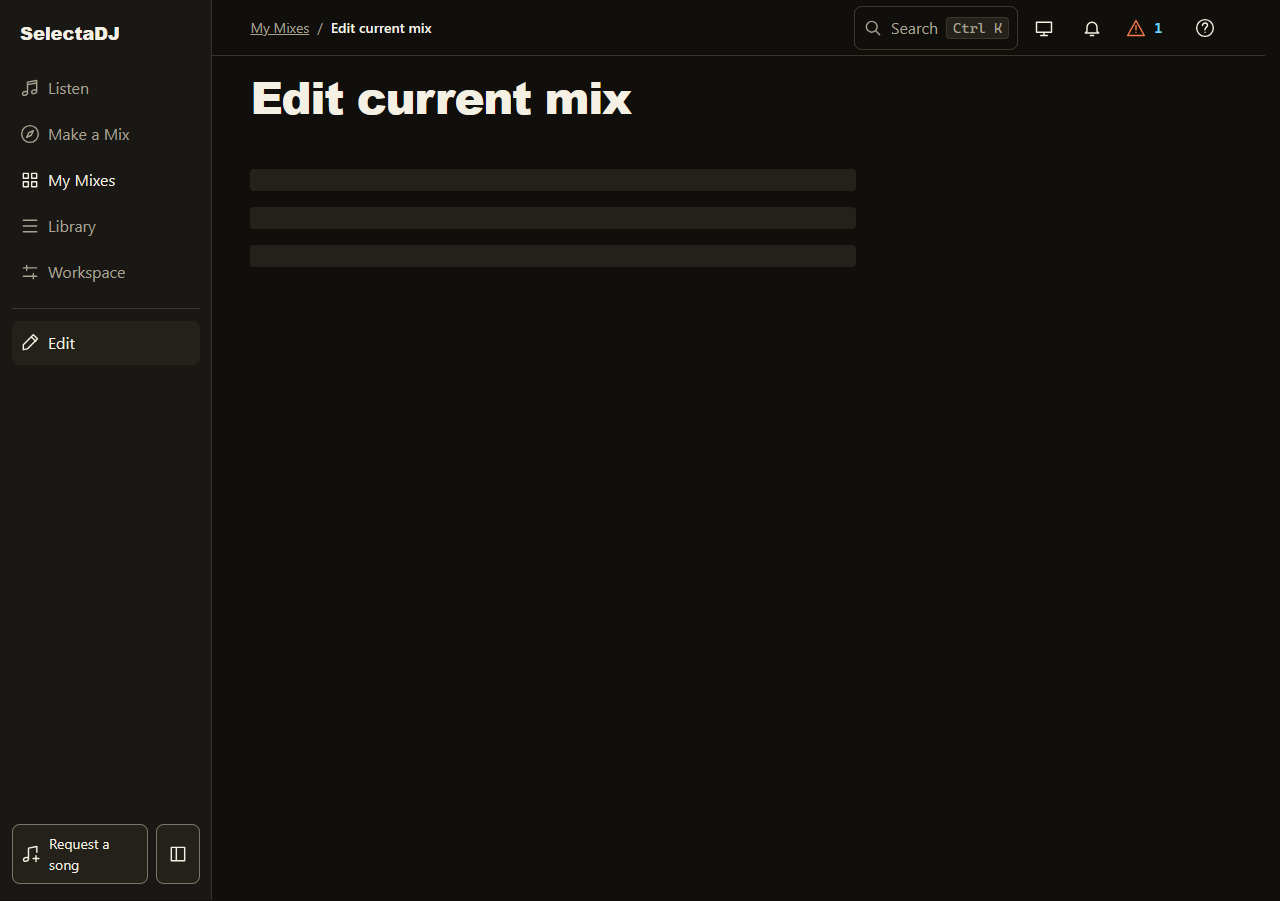 SelectaDJ
Listen
Make a Mix
My Mixes
Library
Workspace
Edit
Request a
song
My Mixes / Edit current mix
Search Ctrl K
1
Edit current mix